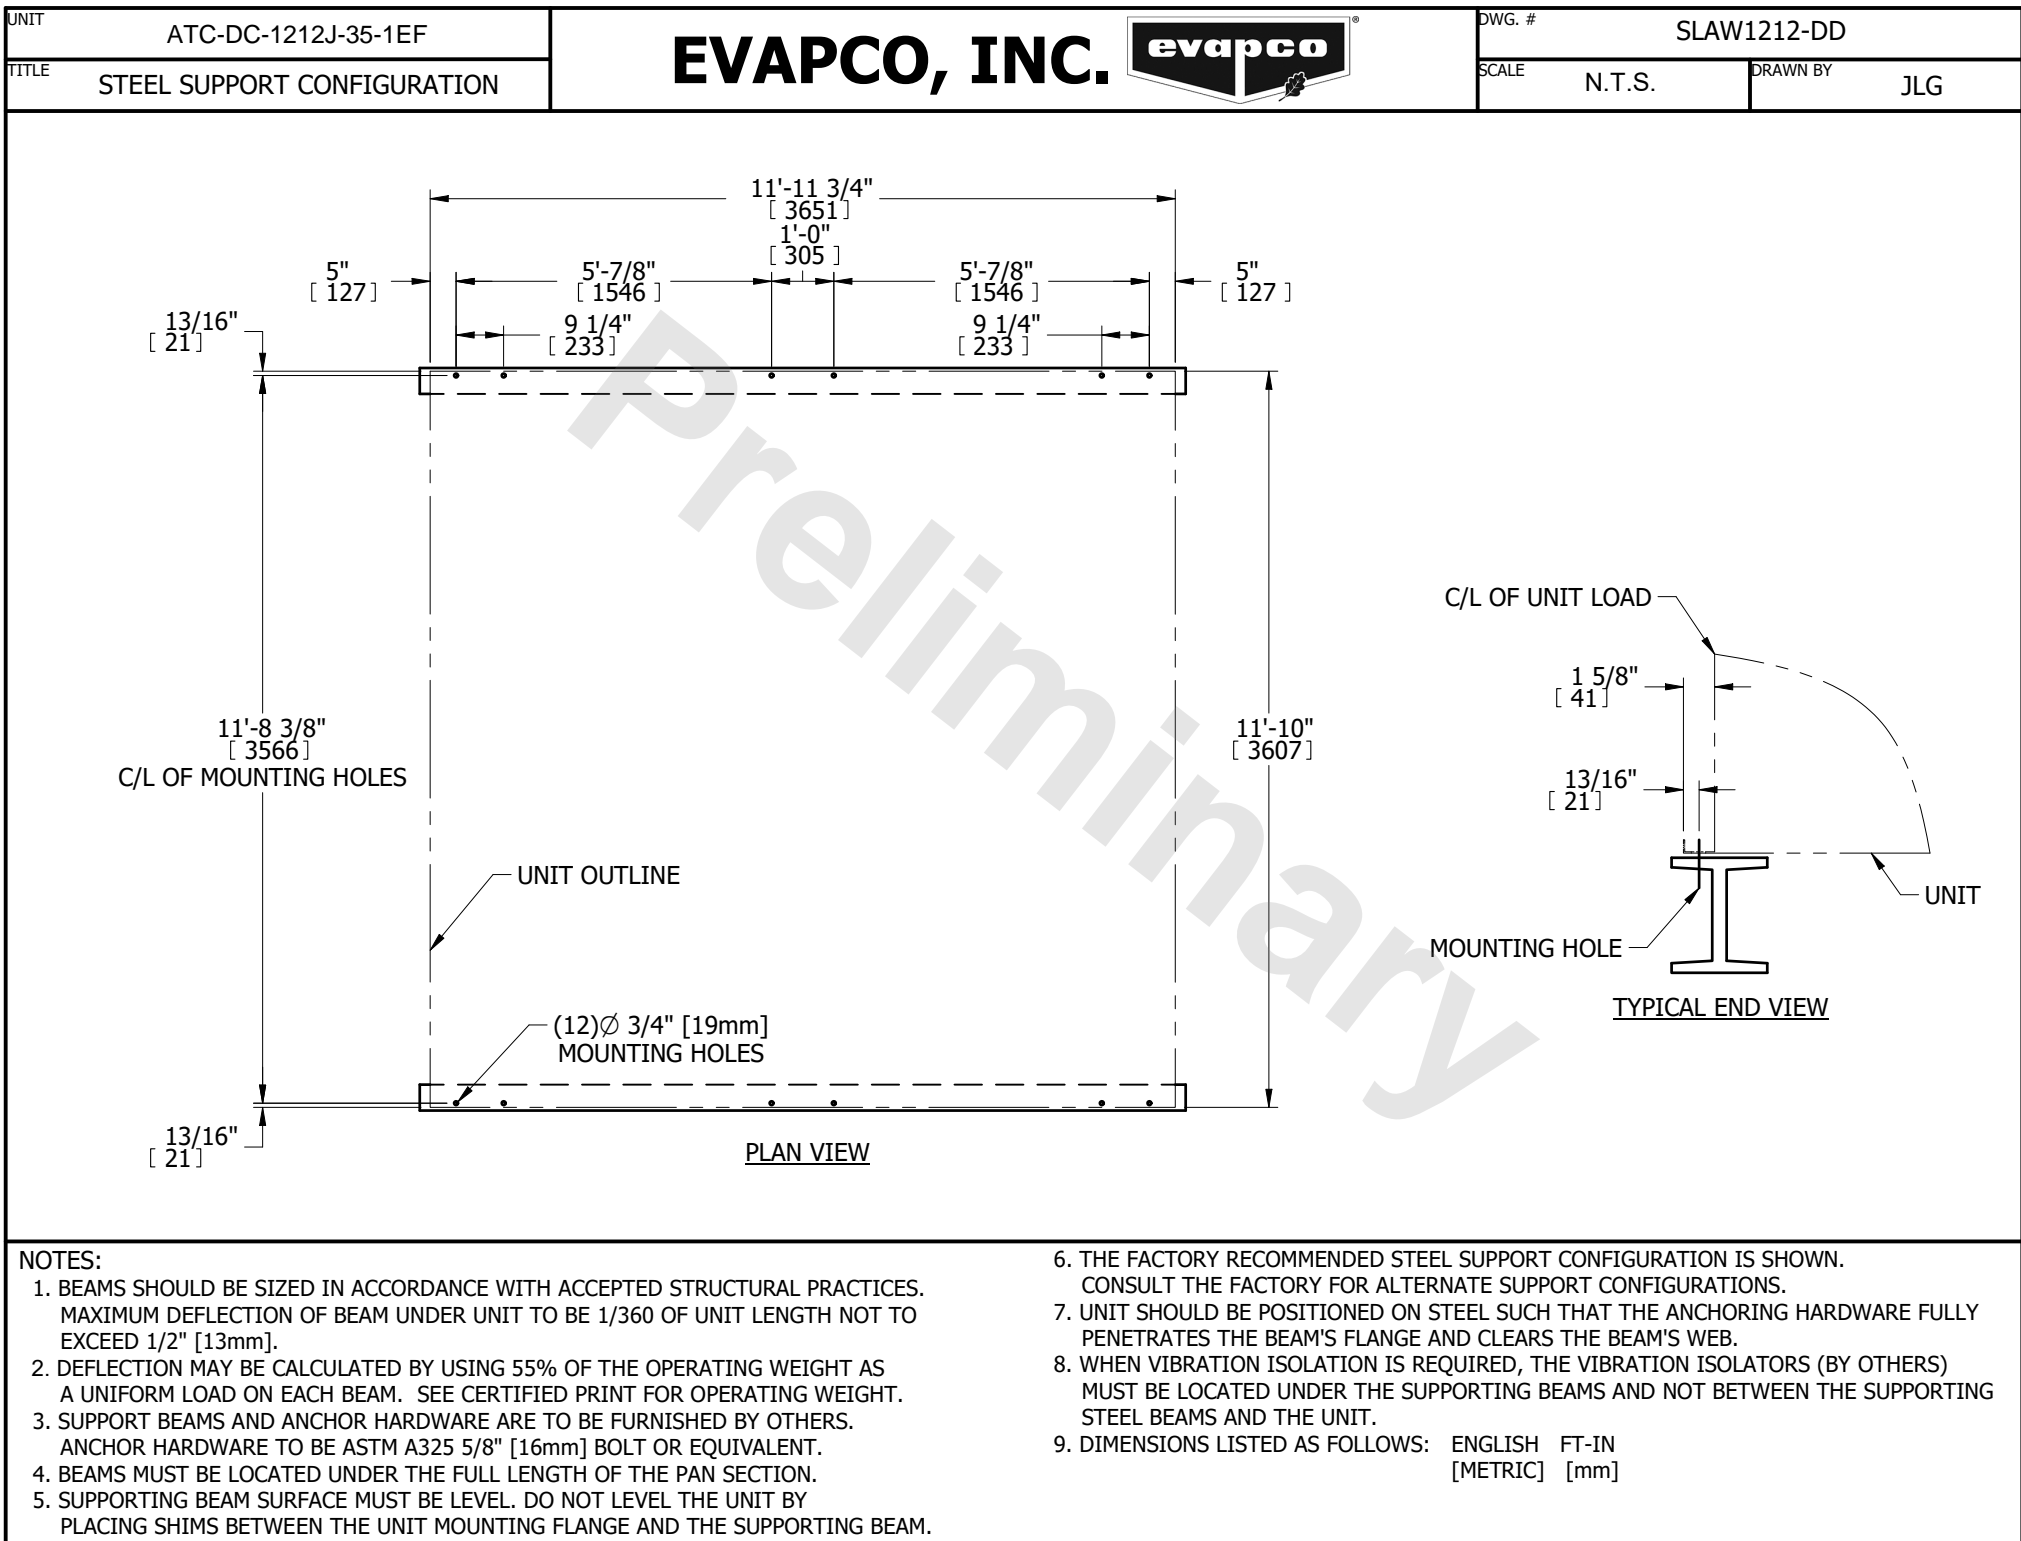 UNIT
ATC-DC-1212J-35-1EF
TITLE
STEEL SUPPORT CONFIGURATION
EVAPCO, INC.
evapco
®
DWG. #
SLAW1212-DD
SCALE
N.T.S.
DRAWN BY
JLG
11'-11 3/4"
[ 3651]
1'-0"
[ 305 ]
5"
[ 127]
5'-7/8"
[ 1546 ]
5'-7/8"
[ 1546 ]
5"
[ 127 ]
13/16"
[ 21]
9 1/4"
[ 233]
9 1/4"
[ 233 ]
Preliminary
C/L OF UNIT LOAD
1 5/8"
[ 41]
11'-8 3/8"
[ 3566]
C/L OF MOUNTING HOLES
11'-10"
[ 3607]
13/16"
[ 21]
UNIT OUTLINE
UNIT
MOUNTING HOLE
TYPICAL END VIEW
(12)∅ 3/4" [19mm]
MOUNTING HOLES
13/16"
[ 21]
PLAN VIEW
NOTES:
1. BEAMS SHOULD BE SIZED IN ACCORDANCE WITH ACCEPTED STRUCTURAL PRACTICES.
MAXIMUM DEFLECTION OF BEAM UNDER UNIT TO BE 1/360 OF UNIT LENGTH NOT TO
EXCEED 1/2" [13mm].
2. DEFLECTION MAY BE CALCULATED BY USING 55% OF THE OPERATING WEIGHT AS
A UNIFORM LOAD ON EACH BEAM. SEE CERTIFIED PRINT FOR OPERATING WEIGHT.
3. SUPPORT BEAMS AND ANCHOR HARDWARE ARE TO BE FURNISHED BY OTHERS.
ANCHOR HARDWARE TO BE ASTM A325 5/8" [16mm] BOLT OR EQUIVALENT.
4. BEAMS MUST BE LOCATED UNDER THE FULL LENGTH OF THE PAN SECTION.
5. SUPPORTING BEAM SURFACE MUST BE LEVEL. DO NOT LEVEL THE UNIT BY
PLACING SHIMS BETWEEN THE UNIT MOUNTING FLANGE AND THE SUPPORTING BEAM.
6. THE FACTORY RECOMMENDED STEEL SUPPORT CONFIGURATION IS SHOWN.
CONSULT THE FACTORY FOR ALTERNATE SUPPORT CONFIGURATIONS.
7. UNIT SHOULD BE POSITIONED ON STEEL SUCH THAT THE ANCHORING HARDWARE FULLY
PENETRATES THE BEAM'S FLANGE AND CLEARS THE BEAM'S WEB.
8. WHEN VIBRATION ISOLATION IS REQUIRED, THE VIBRATION ISOLATORS (BY OTHERS)
MUST BE LOCATED UNDER THE SUPPORTING BEAMS AND NOT BETWEEN THE SUPPORTING
STEEL BEAMS AND THE UNIT.
9. DIMENSIONS LISTED AS FOLLOWS: ENGLISH FT-IN
[METRIC] [mm]